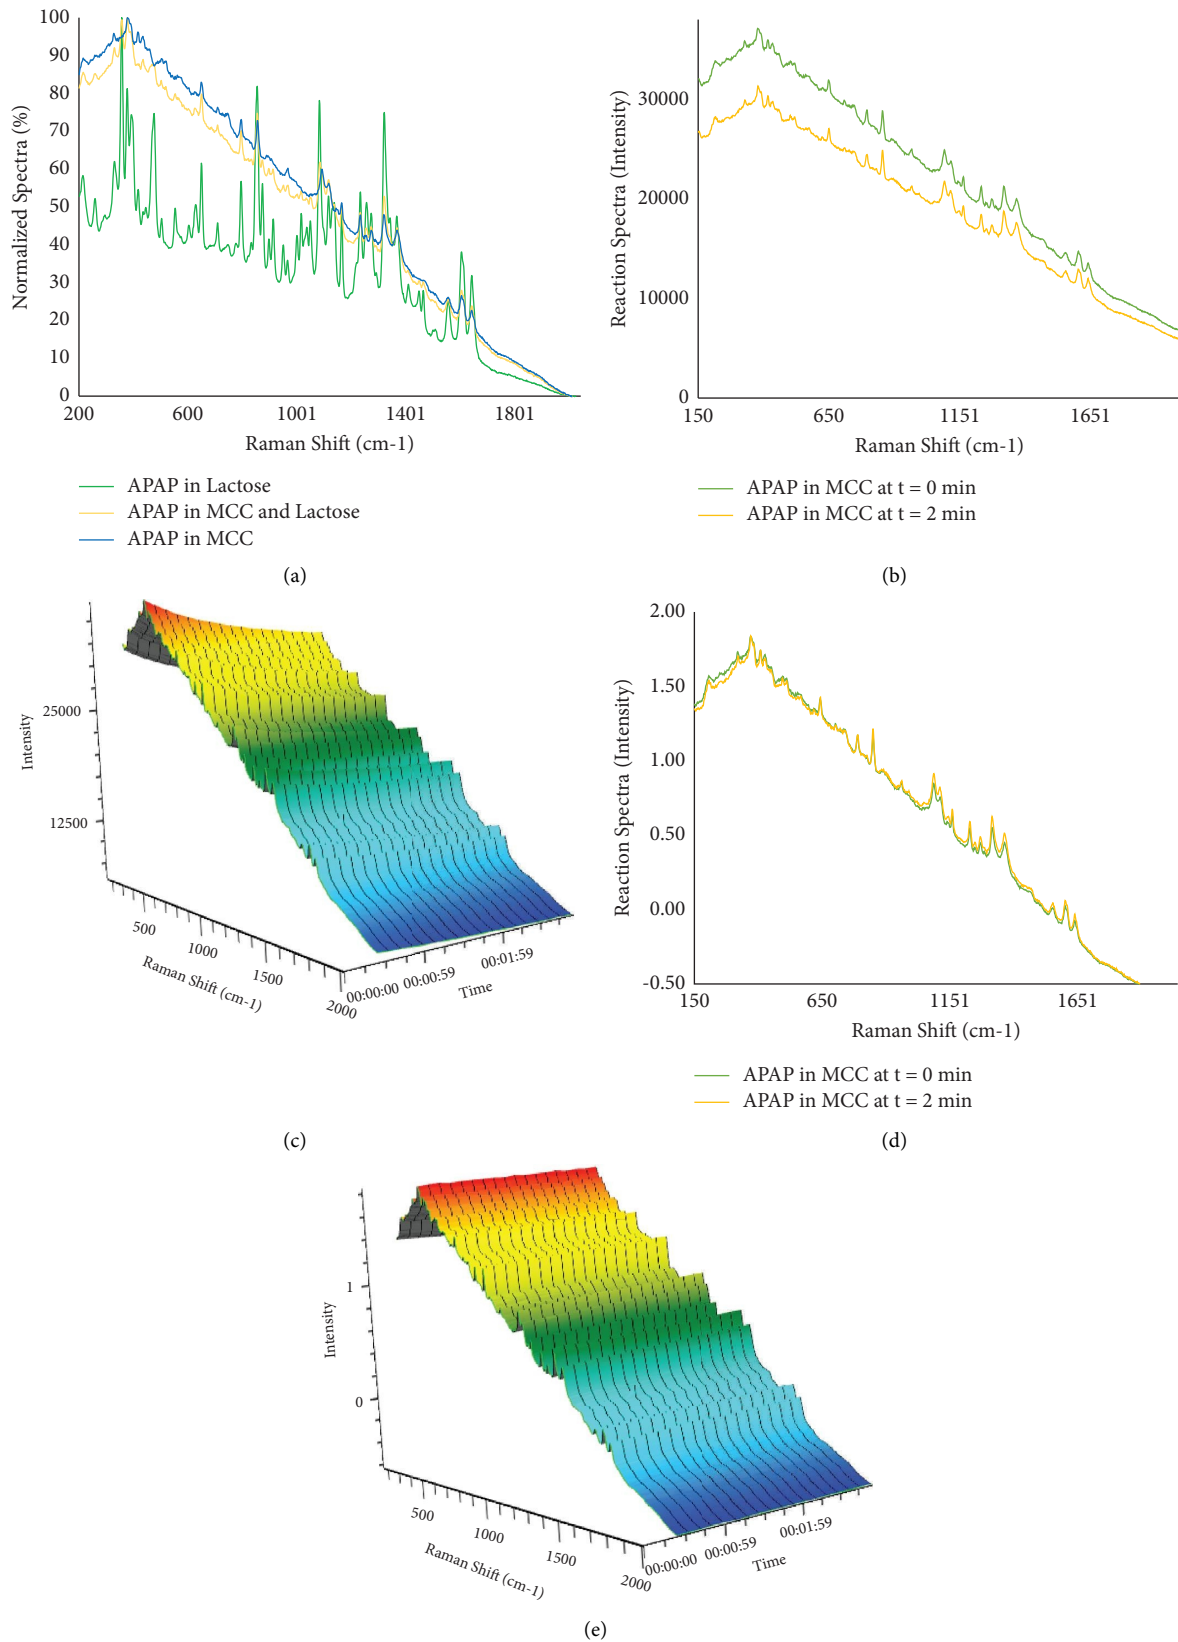 100
90
80
70
60
50
40
30
20
10
0
Normalized Spectra (%)
200 600 1001 1401 1801
Raman Shift (cm-1)
APAP in Lactose
APAP in MCC and Lactose
APAP in MCC
(a)
30000
20000
10000
0
Reaction Spectra (Intensity)
150 650 1151 1651
Raman Shift (cm-1)
APAP in MCC at t = 0 min
APAP in MCC at t = 2 min
(b)
25000
12500
Intensity
500
1000
1500
2000
Raman Shift (cm-1)
00:00:00
00:00:59
00:01:59
Time
(c)
2.00
1.50
1.00
0.50
0.00
-0.50
Reaction Spectra (Intensity)
150 650 1151 1651
Raman Shift (cm-1)
APAP in MCC at t = 0 min
APAP in MCC at t = 2 min
(d)
1
0
Intensity
500
1000
1500
2000
Raman Shift (cm-1)
00:00:00
00:00:59
00:01:59
Time
(e)